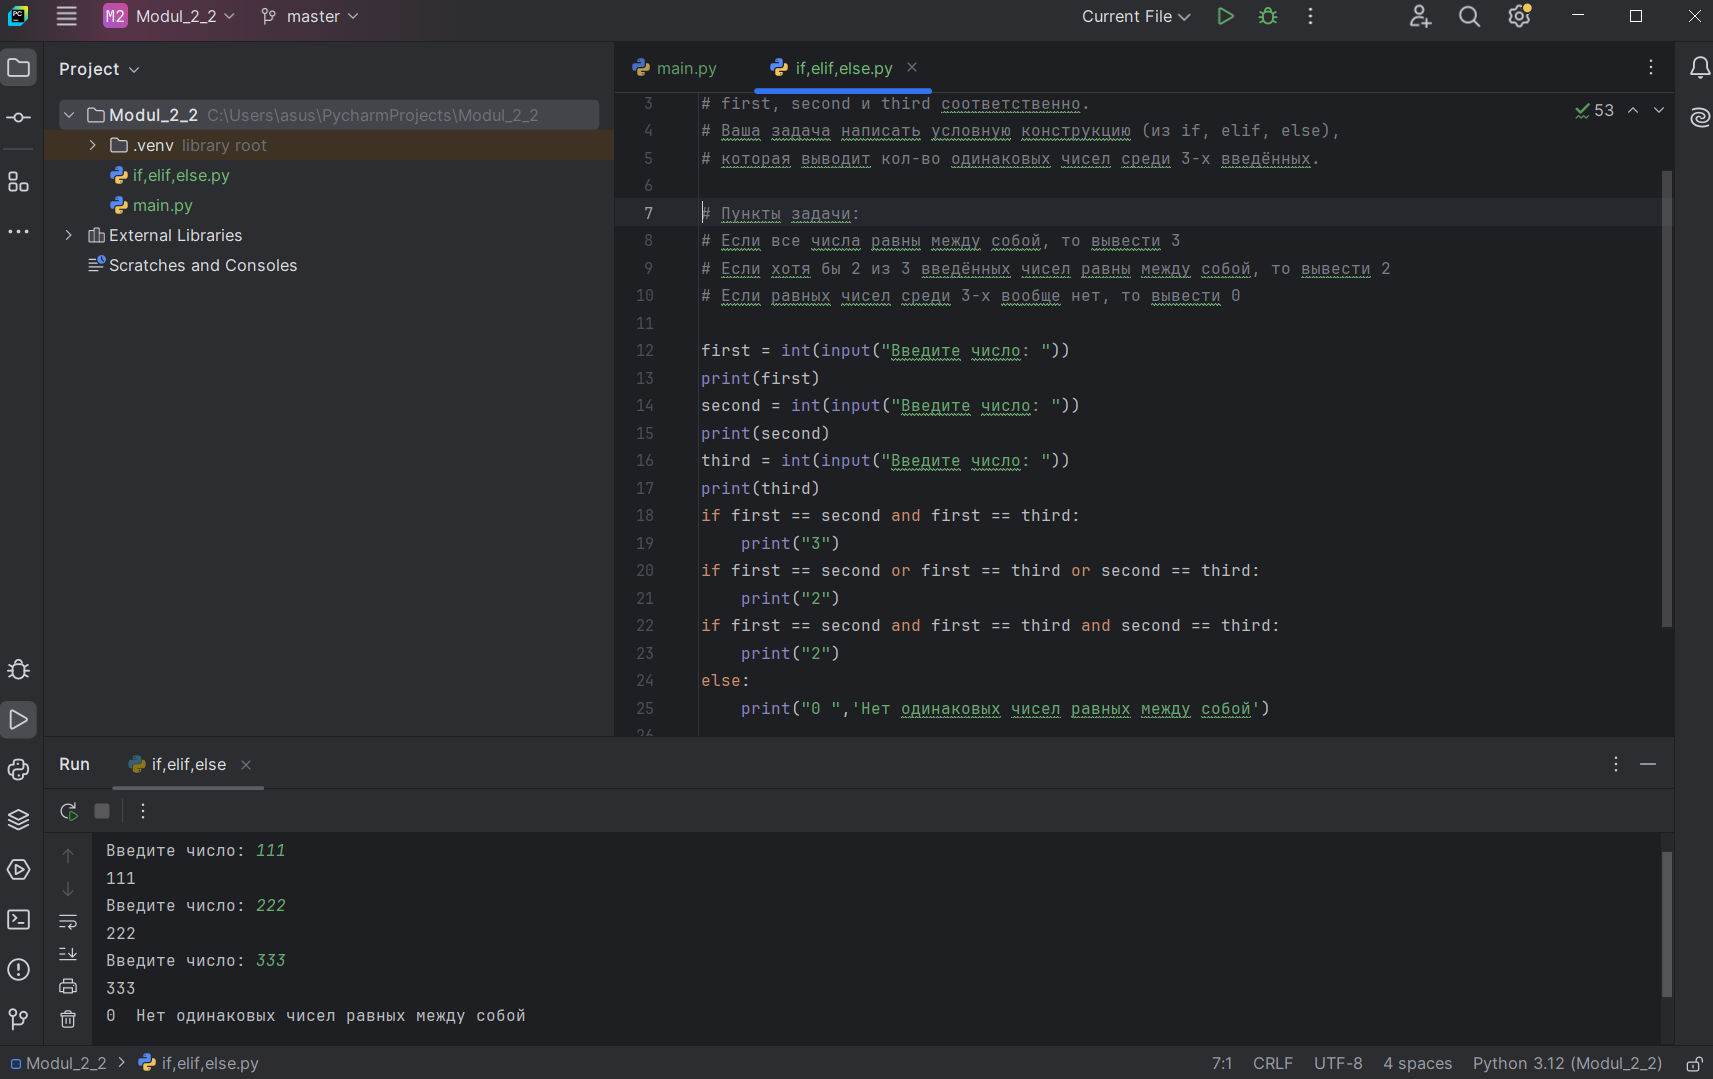 PC M2 Modul_2_2 master Current File
Project
main.py if,elif,else.py
Modul_2_2 C:\Users\asus\PycharmProjects\Modul_2_2
.venv library root
if,elif,else.py
main.py
External Libraries
Scratches and Consoles
53
3 # first, second и third соответственно.
4 # Ваша задача написать условную конструкцию (из if, elif, else),
5 # которая выводит кол-во одинаковых чисел среди 3-х введённых.
6
7 # Пункты задачи:
8 # Если все числа равны между собой, то вывести 3
9 # Если хотя бы 2 из 3 введённых чисел равны между собой, то вывести 2
10 # Если равных чисел среди 3-х вообще нет, то вывести 0
11
12 first = int(input("Введите число: "))
13 print(first)
14 second = int(input("Введите число: "))
15 print(second)
16 third = int(input("Введите число: "))
17 print(third)
18 if first == second and first == third:
19     print("3")
20 if first == second or first == third or second == third:
21     print("2")
22 if first == second and first == third and second == third:
23     print("2")
24 else:
25     print("0 ",'Нет одинаковых чисел равных между собой')
26
Run if,elif,else
Введите число: 111
111
Введите число: 222
222
Введите число: 333
333
0  Нет одинаковых чисел равных между собой
Modul_2_2 if,elif,else.py 7:1 CRLF UTF-8 4 spaces Python 3.12 (Modul_2_2)